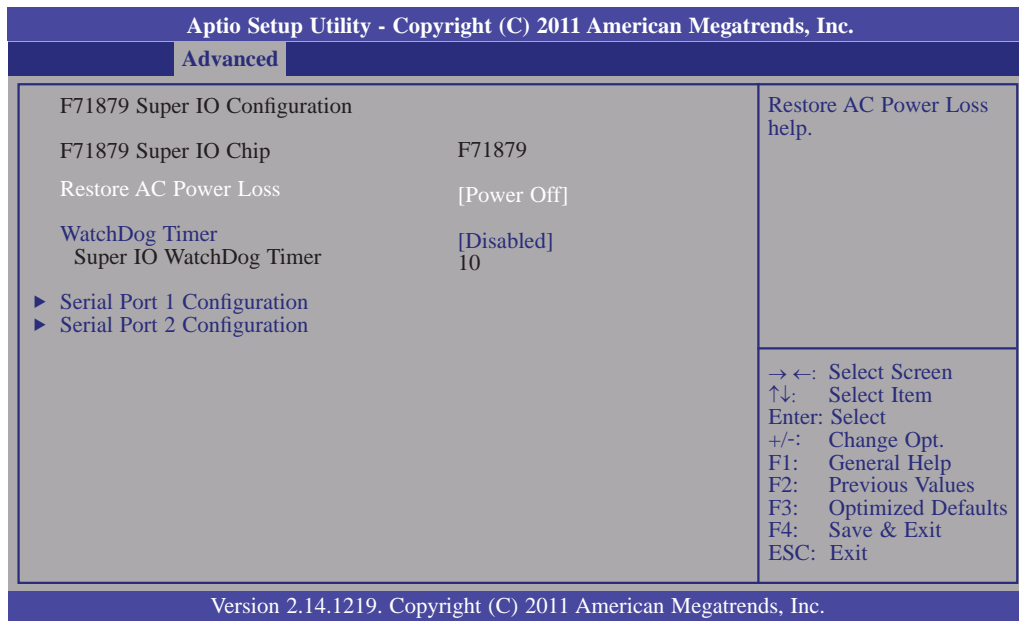 Aptio Setup Utility - Copyright (C) 2011 American Megatrends, Inc.
Advanced
F71879 Super IO Configuration
F71879 Super IO Chip F71879
Restore AC Power Loss [Power Off]
WatchDog Timer [Disabled]
Super IO WatchDog Timer 10
▶ Serial Port 1 Configuration
▶ Serial Port 2 Configuration
Restore AC Power Loss
help.
→←: Select Screen
↑↓: Select Item
Enter: Select
+/-: Change Opt.
F1: General Help
F2: Previous Values
F3: Optimized Defaults
F4: Save & Exit
ESC: Exit
Version 2.14.1219. Copyright (C) 2011 American Megatrends, Inc.